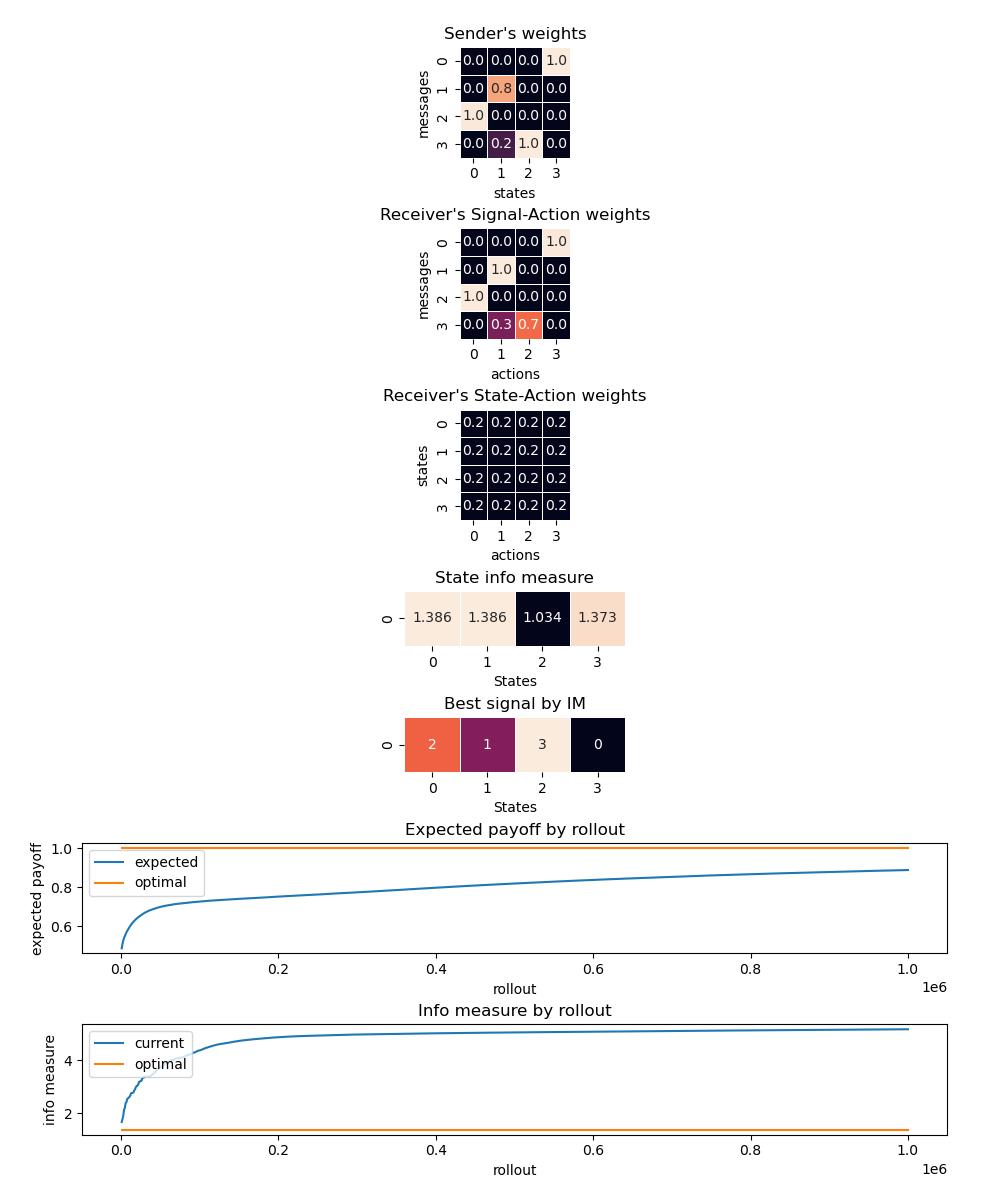 Sender's weights
messages
0 0.0 0.0 0.0 1.0
1 0.0 0.8 0.0 0.0
2 1.0 0.0 0.0 0.0
3 0.0 0.2 1.0 0.0
0 1 2 3
states
Receiver's Signal-Action weights
messages
0 0.0 0.0 0.0 1.0
1 0.0 1.0 0.0 0.0
2 1.0 0.0 0.0 0.0
3 0.0 0.3 0.7 0.0
0 1 2 3
actions
Receiver's State-Action weights
states
0 0.2 0.2 0.2 0.2
1 0.2 0.2 0.2 0.2
2 0.2 0.2 0.2 0.2
3 0.2 0.2 0.2 0.2
0 1 2 3
actions
State info measure
0 1.386 1.386 1.034 1.373
0 1 2 3
States
Best signal by IM
0 2 1 3 0
0 1 2 3
States
Expected payoff by rollout
expected payoff
1.0
0.8
0.6
expected
optimal
0.0 0.2 0.4 0.6 0.8 1.0
1e6
rollout
Info measure by rollout
info measure
4
2
current
optimal
0.0 0.2 0.4 0.6 0.8 1.0
1e6
rollout